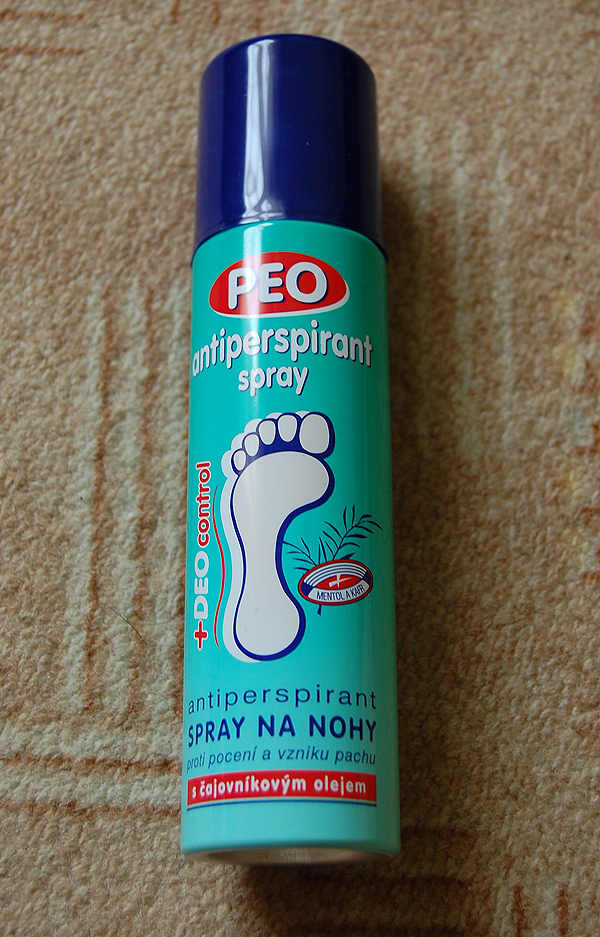 PEO
antiperspirant
spray
+DEO control
MENTOL A KAFR
antiperspirant
SPRAY NA NOHY
proti pocení a vzniku pachu
s čajovníkovým olejem